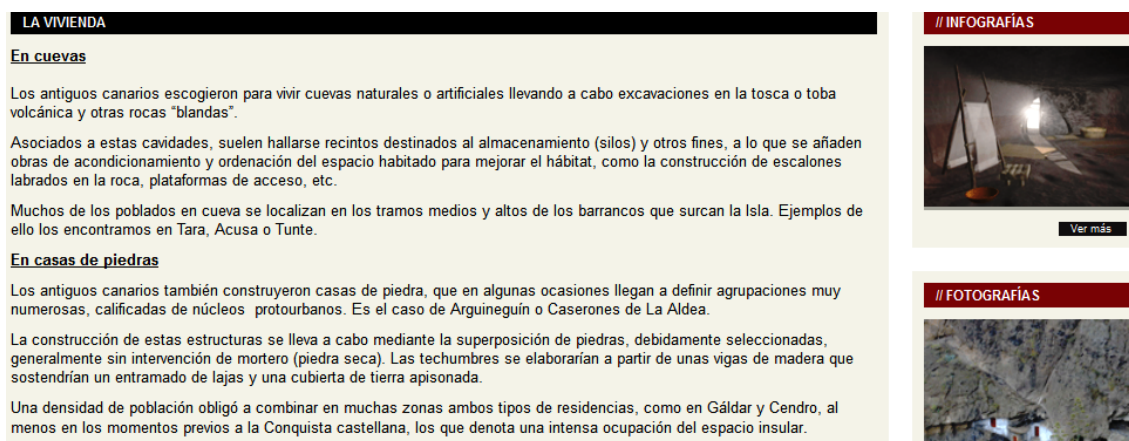 LA VIVIENDA
En cuevas
Los antiguos canarios escogieron para vivir cuevas naturales o artificiales llevando a cabo excavaciones en la tosca o toba
volcánica y otras rocas “blandas”.
Asociados a estas cavidades, suelen hallarse recintos destinados al almacenamiento (silos) y otros fines, a lo que se añaden
obras de acondicionamiento y ordenación del espacio habitado para mejorar el hábitat, como la construcción de escalones
labrados en la roca, plataformas de acceso, etc.
Muchos de los poblados en cueva se localizan en los tramos medios y altos de los barrancos que surcan la Isla. Ejemplos de
ello los encontramos en Tara, Acusa o Tunte.
En casas de piedras
Los antiguos canarios también construyeron casas de piedra, que en algunas ocasiones llegan a definir agrupaciones muy
numerosas, calificadas de núcleos protourbanos. Es el caso de Arguineguín o Caserones de La Aldea.
La construcción de estas estructuras se lleva a cabo mediante la superposición de piedras, debidamente seleccionadas,
generalmente sin intervención de mortero (piedra seca). Las techumbres se elaborarían a partir de unas vigas de madera que
sostendrían un entramado de lajas y una cubierta de tierra apisonada.
Una densidad de población obligó a combinar en muchas zonas ambos tipos de residencias, como en Gáldar y Cendro, al
menos en los momentos previos a la Conquista castellana, los que denota una intensa ocupación del espacio insular.
// INFOGRAFÍAS
Ver más
// FOTOGRAFÍAS